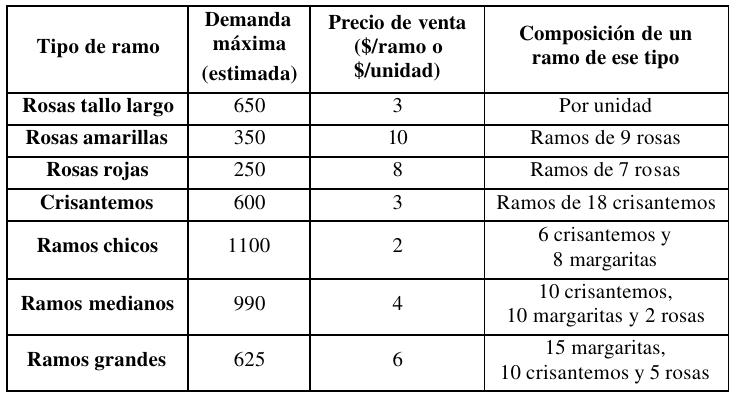 Tipo de ramo
Demanda
máxima
(estimada)
Precio de venta
($/ramo o
$/unidad)
Composición de un
ramo de ese tipo
Rosas tallo largo 650 3 Por unidad
Rosas amarillas 350 10 Ramos de 9 rosas
Rosas rojas 250 8 Ramos de 7 rosas
Crisantemos 600 3 Ramos de 18 crisantemos
Ramos chicos 1100 2 6 crisantemos y
8 margaritas
Ramos medianos 990 4 10 crisantemos,
10 margaritas y 2 rosas
Ramos grandes 625 6 15 margaritas,
10 crisantemos y 5 rosas